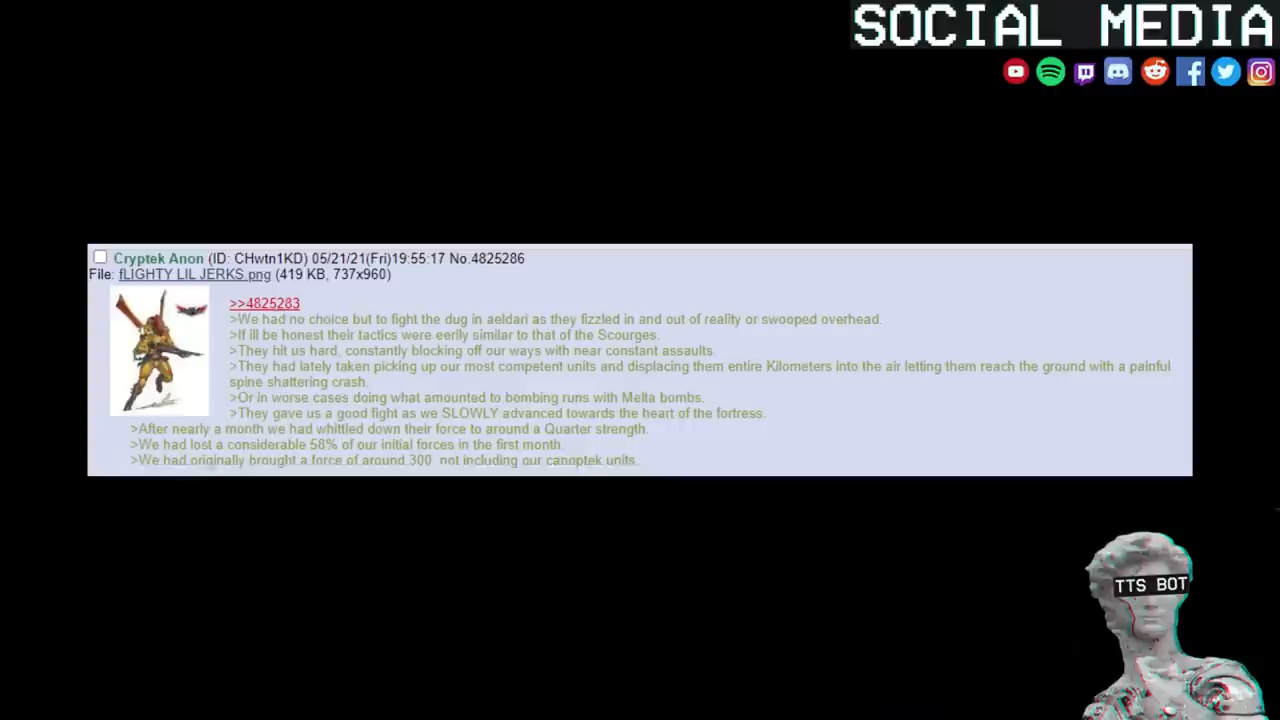 SOCIAL MEDIA
Cryptek Anon (ID: CHwtn1KD) 05/21/21(Fri)19:55:17 No.4825286
File: fLIGHTY LIL JERKS.png (419 KB, 737x960)
>>4825283
>We had no choice but to fight the dug in aeldari as they fizzled in and out of reality or swooped overhead.
>If ill be honest their tactics were eerily similar to that of the Scourges.
>They hit us hard, constantly blocking off our ways with near constant assaults.
>They had lately taken picking up our most competent units and displacing them entire Kilometers into the air letting them reach the ground with a painful
spine shattering crash.
>Or in worse cases doing what amounted to bombing runs with Melta bombs.
>They gave us a good fight as we SLOWLY advanced towards the heart of the fortress.
>After nearly a month we had whittled down their force to around a Quarter strength.
>We had lost a considerable 58% of our initial forces in the first month.
>We had originally brought a force of around 300  not including our canoptek units.
TTS BOT